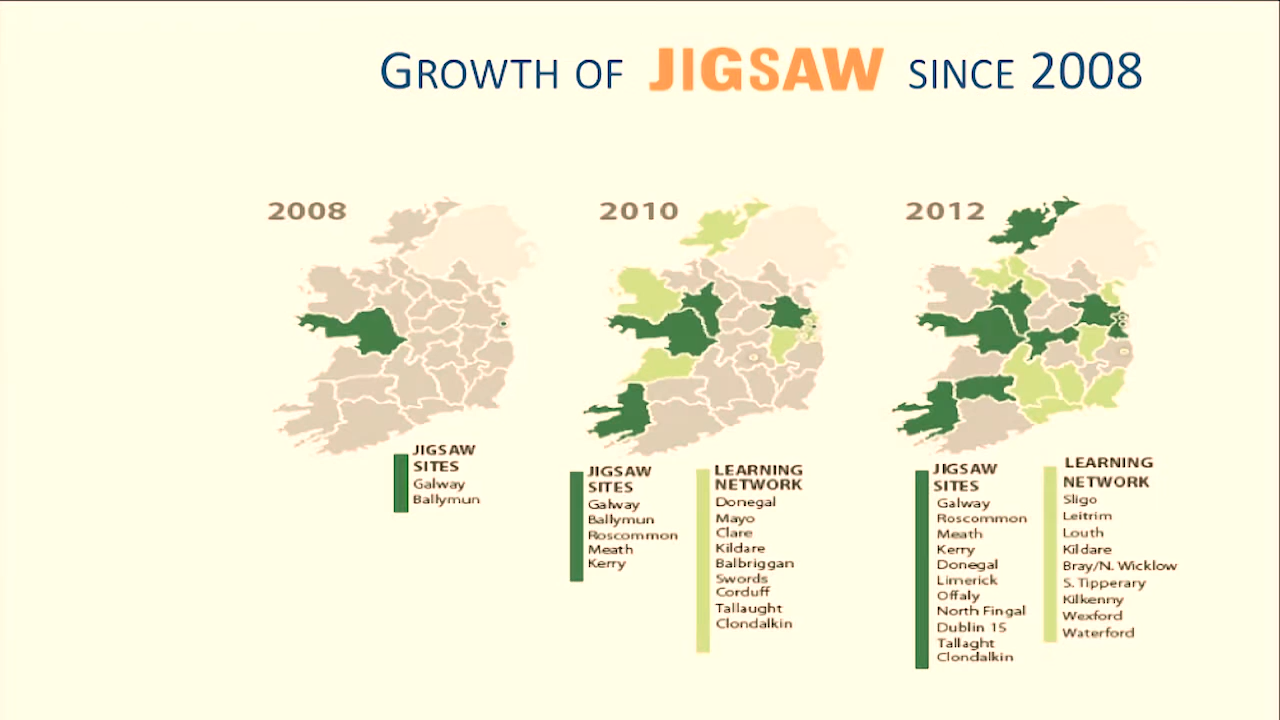 GROWTH OF JIGSAW SINCE 2008
2008
JIGSAW
SITES
Galway
Ballymun
2010
JIGSAW
SITES
Galway
Ballymun
Roscommon
Meath
Kerry
LEARNING
NETWORK
Donegal
Mayo
Clare
Kildare
Balbriggan
Swords
Corduff
Tallaught
Clondalkin
2012
JIGSAW
SITES
Galway
Roscommon
Meath
Kerry
Donegal
Limerick
Offaly
North Fingal
Dublin 15
Tallaght
Clondalkin
LEARNING
NETWORK
Sligo
Leitrim
Louth
Kildare
Bray/N. Wicklow
S. Tipperary
Kilkenny
Wexford
Waterford